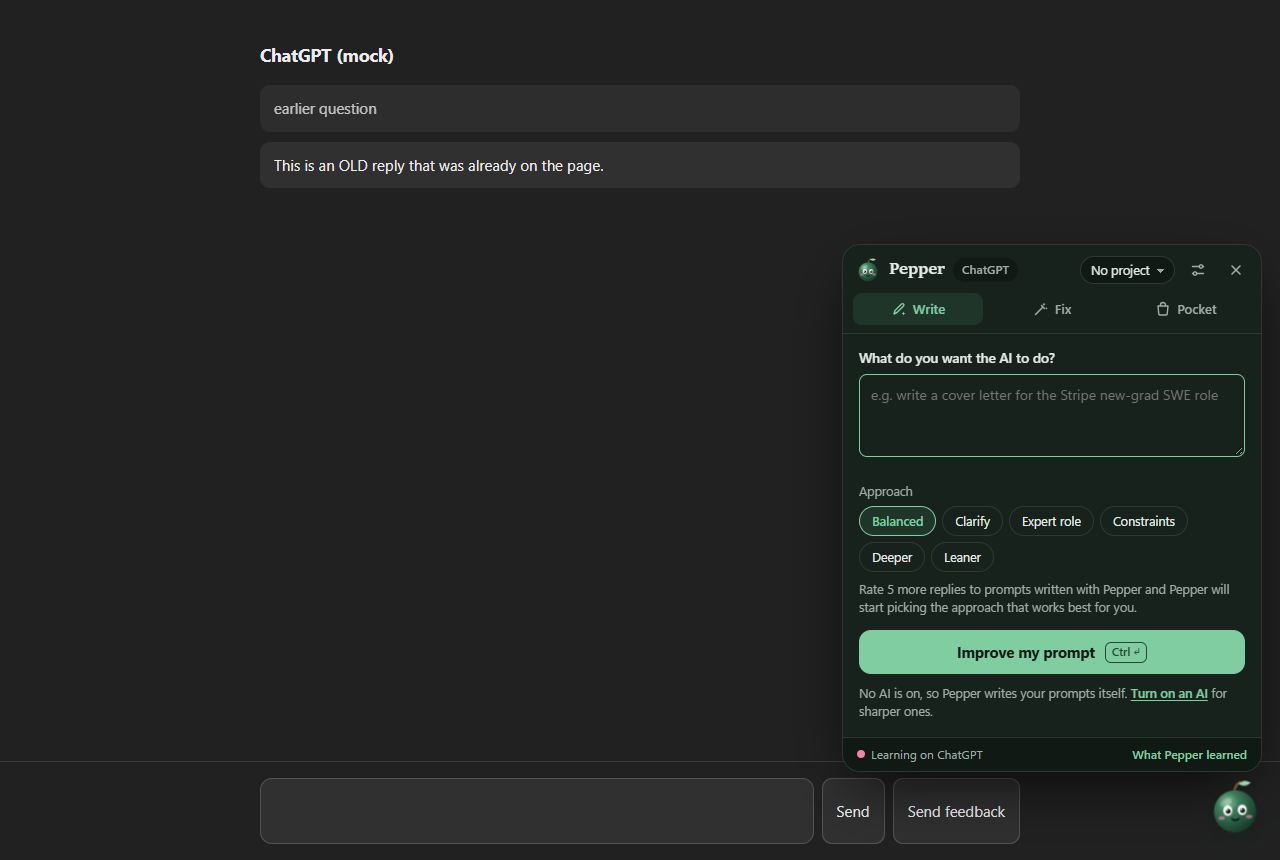 ChatGPT (mock)
earlier question
This is an OLD reply that was already on the page.
Pepper ChatGPT No project
Write Fix Pocket
What do you want the AI to do?
e.g. write a cover letter for the Stripe new-grad SWE role
Approach
Balanced Clarify Expert role Constraints
Deeper Leaner
Rate 5 more replies to prompts written with Pepper and Pepper will
start picking the approach that works best for you.
Improve my prompt Ctrl ⏎
No AI is on, so Pepper writes your prompts itself. Turn on an AI for
sharper ones.
Learning on ChatGPT What Pepper learned
Send Send feedback